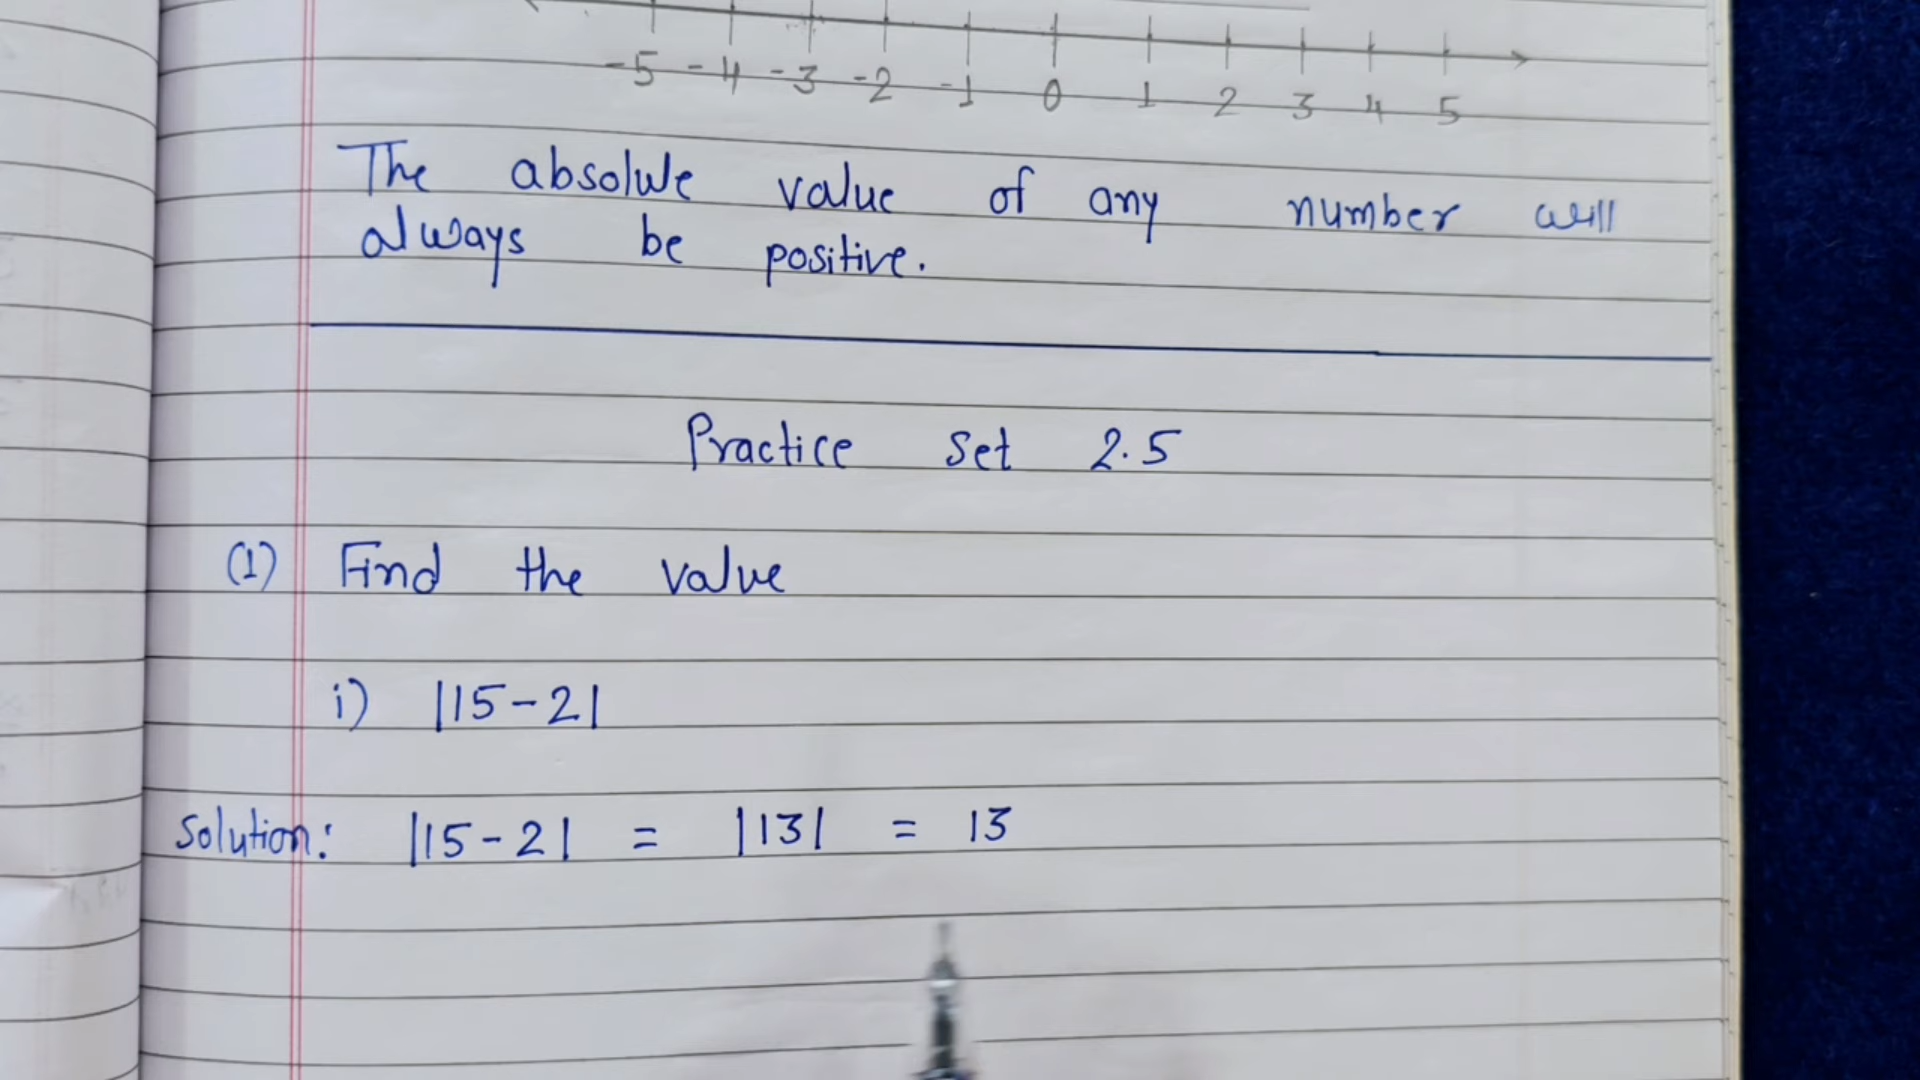 -5 -4 -3 -2 -1 0 1 2 3 4 5
The absolute value of any number will
always be positive.
Practice Set 2.5
(1) Find the value
i) |15-2|
Solution: |15-2| = |13| = 13